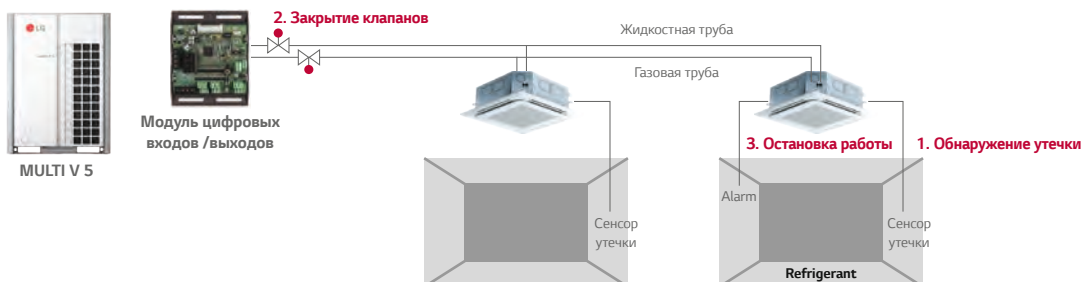 LG
MULTI V 5
Модуль цифровых
входов /выходов
2. Закрытие клапанов
Жидкостная труба
Газовая труба
3. Остановка работы
1. Обнаружение утечки
Сенсор
утечки
Alarm
Сенсор
утечки
Refrigerant